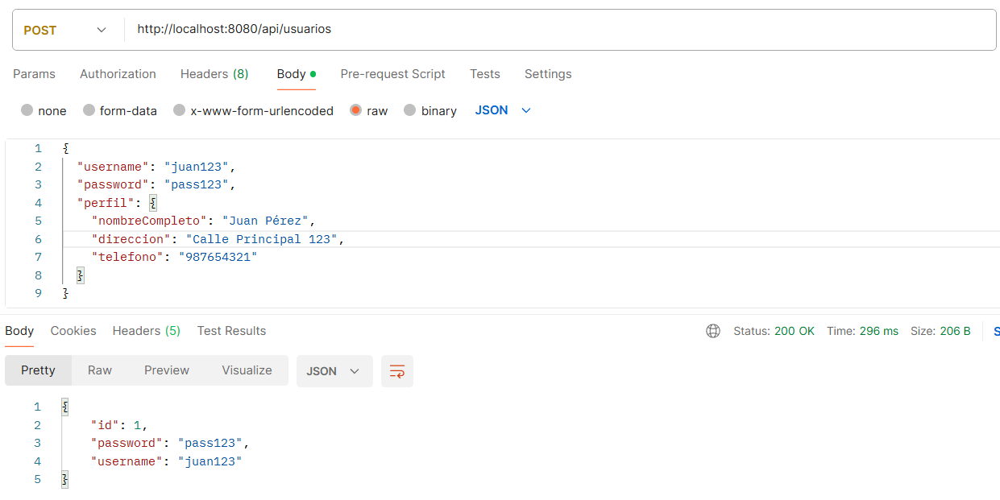 POST http://localhost:8080/api/usuarios
Params Authorization Headers (8) Body Pre-request Script Tests Settings
none form-data x-www-form-urlencoded raw binary JSON
1 {
2 "username": "juan123",
3 "password": "pass123",
4 "perfil": {
5 "nombreCompleto": "Juan Pérez",
6 "direccion": "Calle Principal 123",
7 "telefono": "987654321"
8 }
9 }
Body Cookies Headers (5) Test Results Status: 200 OK Time: 296 ms Size: 206 B S
Pretty Raw Preview Visualize JSON
1 {
2 "id": 1,
3 "password": "pass123",
4 "username": "juan123"
5 }